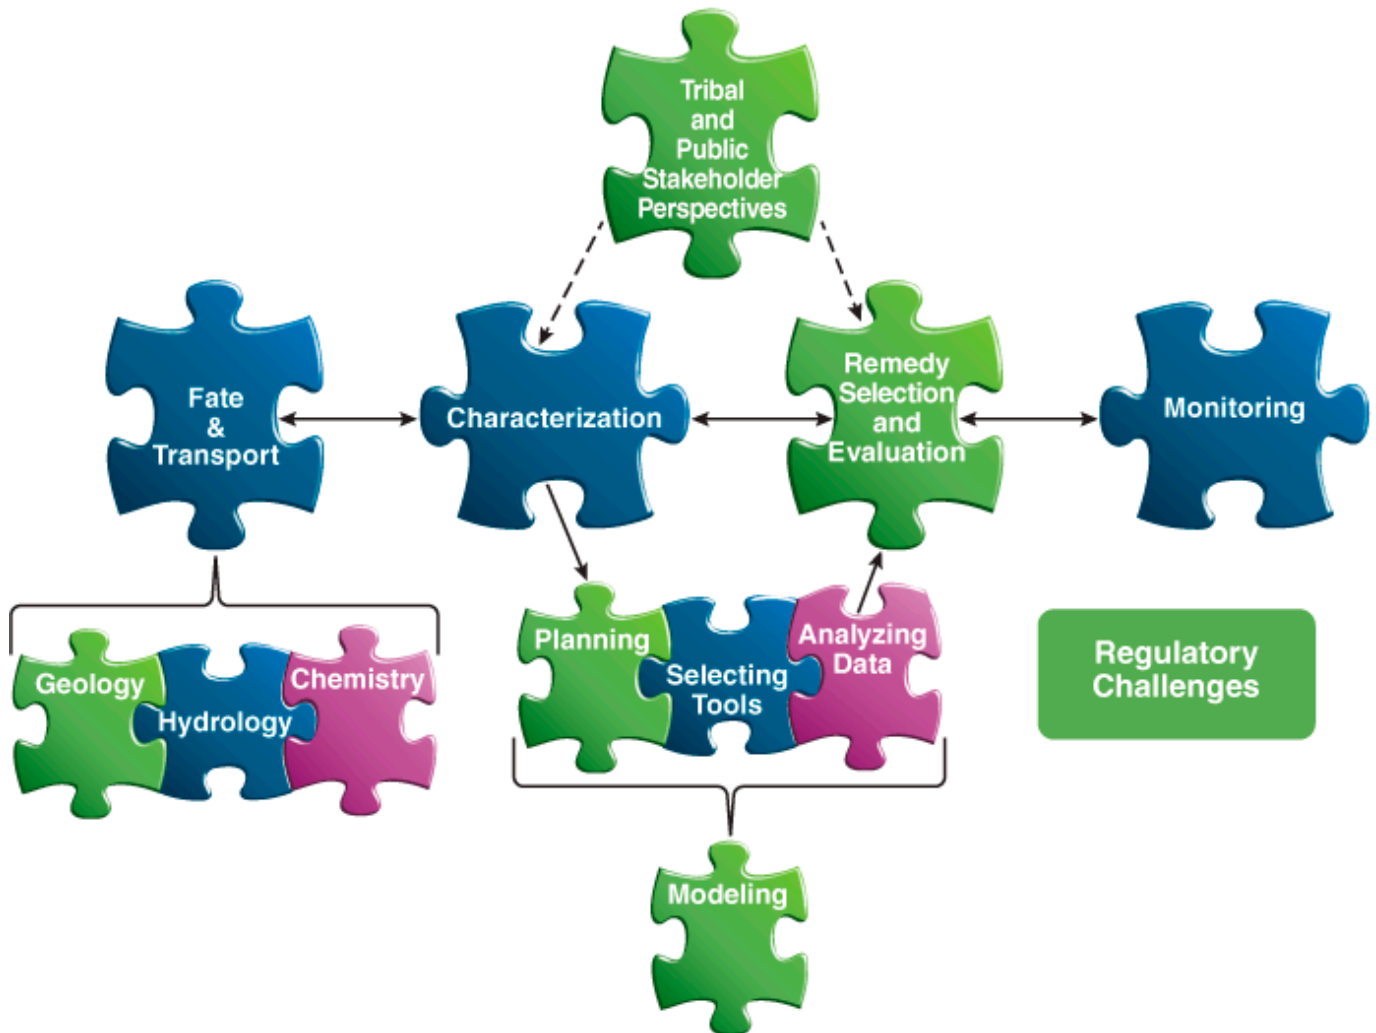 Tribal
and
Public
Stakeholder
Perspectives
Fate
&
Transport
Characterization
Remedy
Selection
and
Evaluation
Monitoring
Geology
Hydrology
Chemistry
Planning
Selecting
Tools
Analyzing
Data
Regulatory
Challenges
Modeling